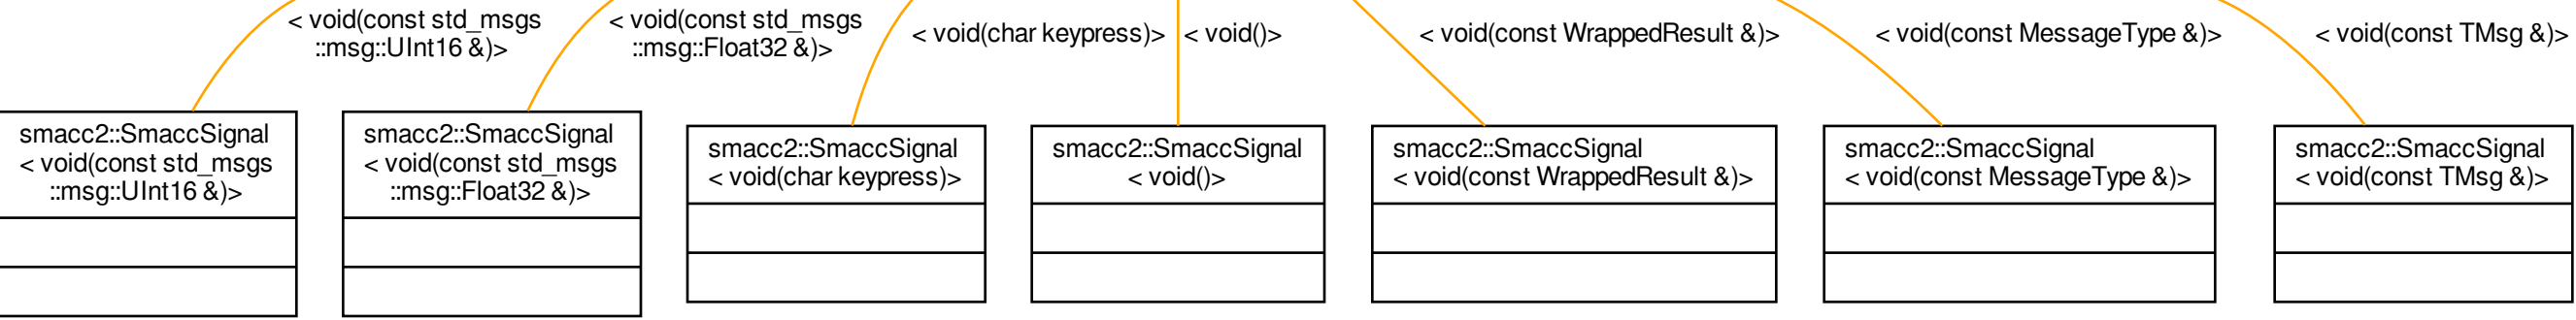 < void(const std_msgs
::msg::UInt16 &)>
< void(const std_msgs
::msg::Float32 &)>
< void(char keypress)>
< void()>
< void(const WrappedResult &)>
< void(const MessageType &)>
< void(const TMsg &)>
smacc2::SmaccSignal
< void(const std_msgs
::msg::UInt16 &)>
smacc2::SmaccSignal
< void(const std_msgs
::msg::Float32 &)>
smacc2::SmaccSignal
< void(char keypress)>
smacc2::SmaccSignal
< void()>
smacc2::SmaccSignal
< void(const WrappedResult &)>
smacc2::SmaccSignal
< void(const MessageType &)>
smacc2::SmaccSignal
< void(const TMsg &)>